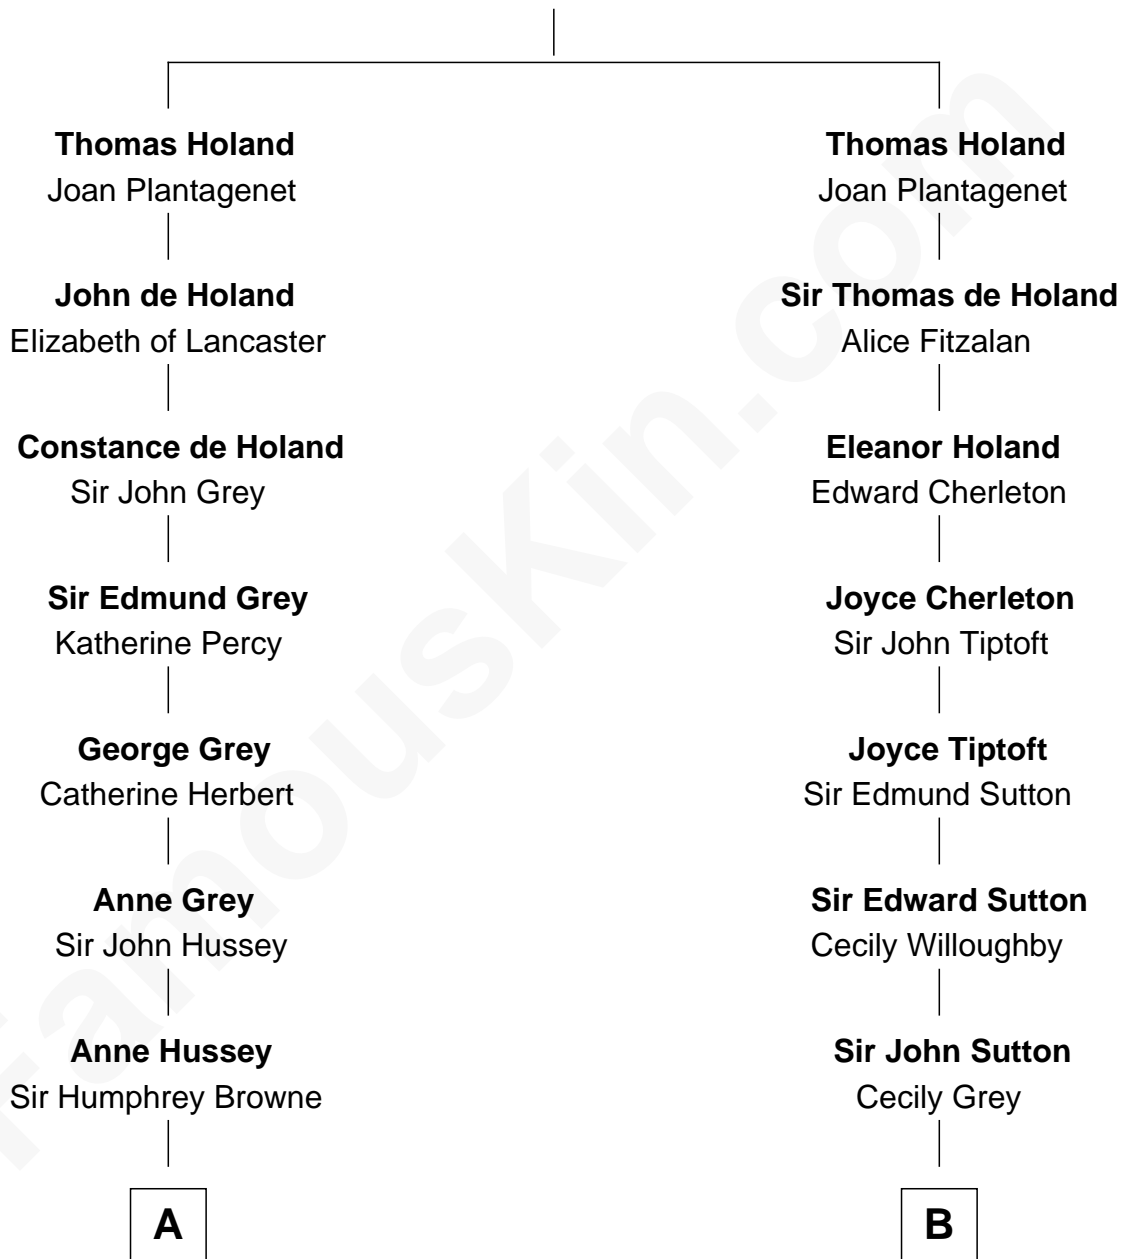 Thomas Holand
Joan Plantagenet
John de Holand
Elizabeth of Lancaster
Constance de Holand
Sir John Grey
Sir Edmund Grey
Katherine Percy
George Grey
Catherine Herbert
Anne Grey
Sir John Hussey
Anne Hussey
Sir Humphrey Browne
A
Thomas Holand
Joan Plantagenet
Sir Thomas de Holand
Alice Fitzalan
Eleanor Holand
Edward Cherleton
Joyce Cherleton
Sir John Tiptoft
Joyce Tiptoft
Sir Edmund Sutton
Sir Edward Sutton
Cecily Willoughby
Sir John Sutton
Cecily Grey
B
FamousKin.com